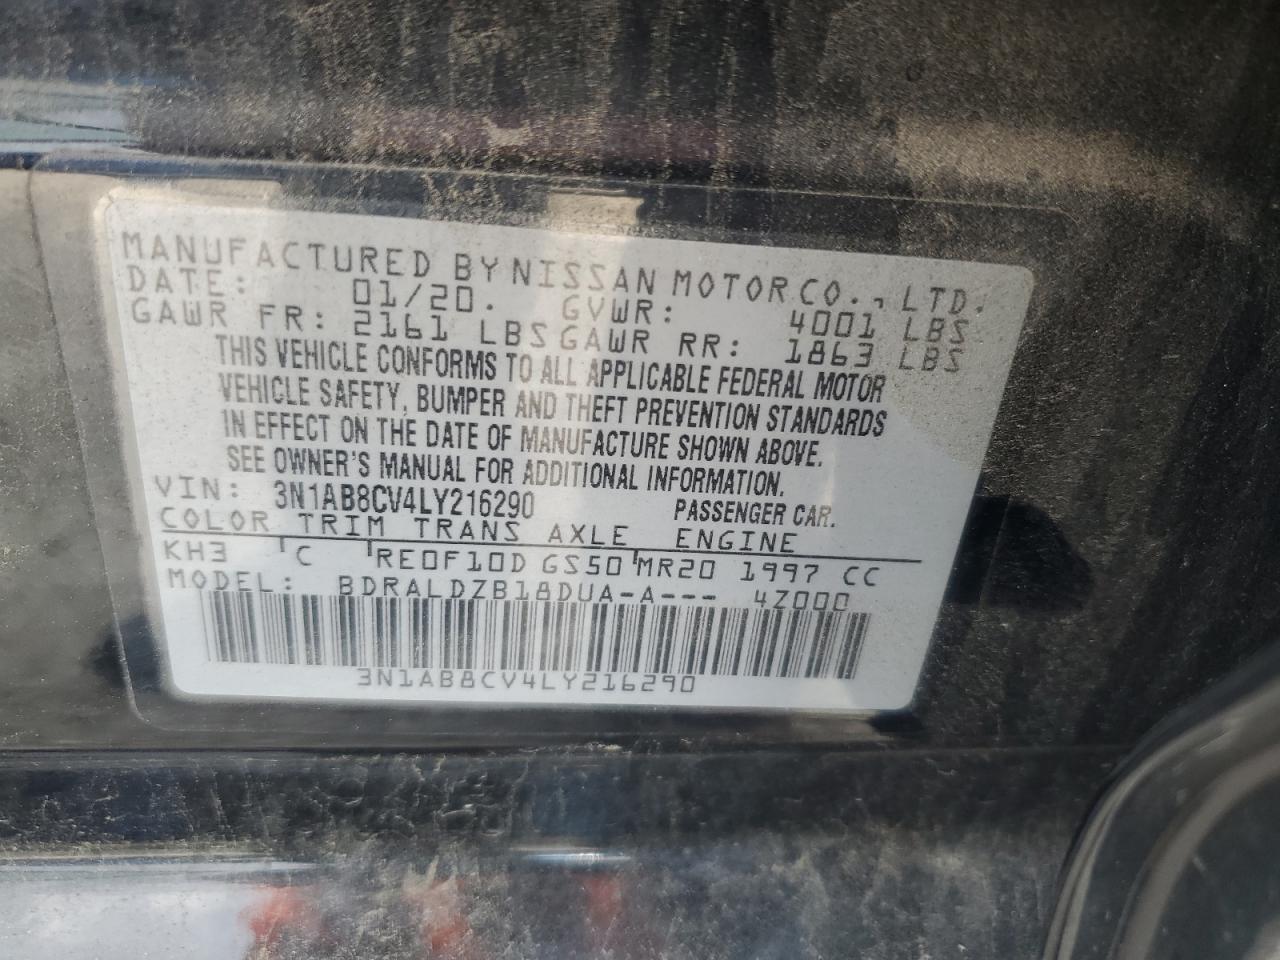 MANUFACTURED BY NISSAN MOTOR CO., LTD.
DATE: 01/20. GVWR: 4001 LBS
GAWR FR: 2161 LBS GAWR RR: 1863 LBS
THIS VEHICLE CONFORMS TO ALL APPLICABLE FEDERAL MOTOR
VEHICLE SAFETY, BUMPER AND THEFT PREVENTION STANDARDS
IN EFFECT ON THE DATE OF MANUFACTURE SHOWN ABOVE.
SEE OWNER'S MANUAL FOR ADDITIONAL INFORMATION.
VIN: 3N1AB8CV4LY216290 PASSENGER CAR.
COLOR TRIM TRANS AXLE ENGINE
KH3 C RE0F10D GS50 MR20 1997 CC
MODEL: BDRALDZB18DUA-A--- 4Z000
3N1AB8CV4LY216290